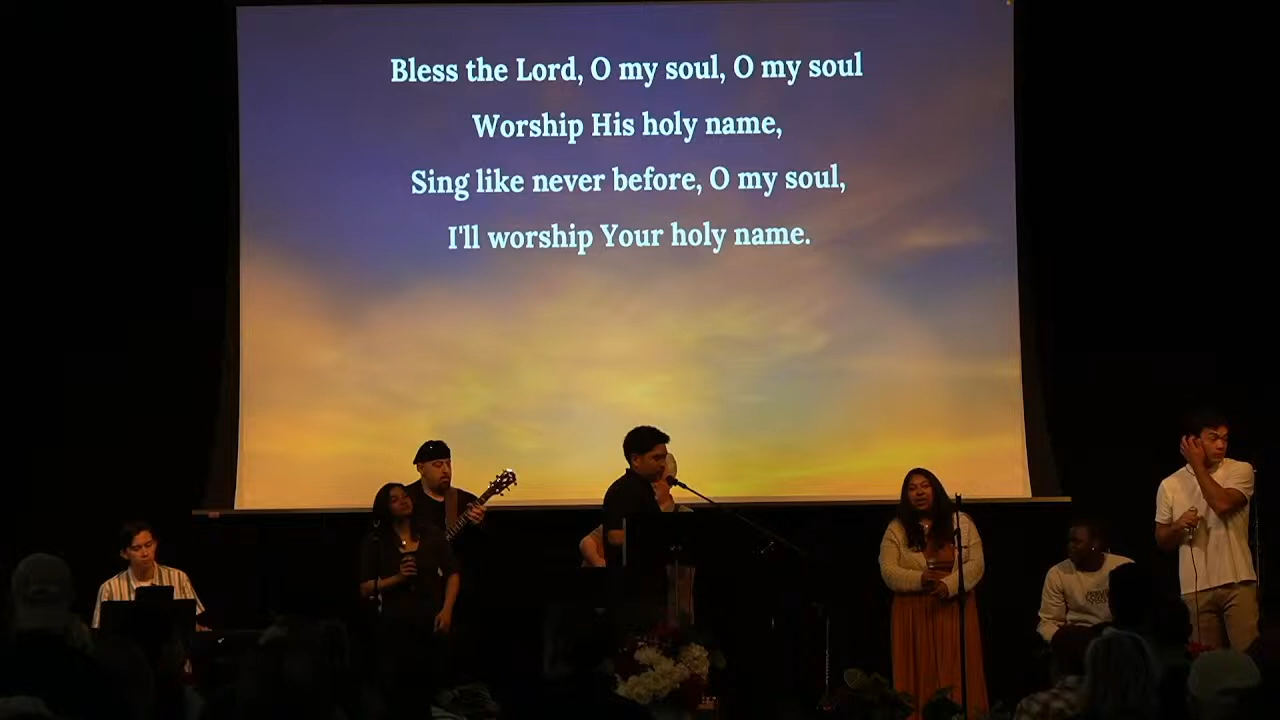 Bless the Lord, O my soul, O my soul
Worship His holy name,
Sing like never before, O my soul,
I'll worship Your holy name.